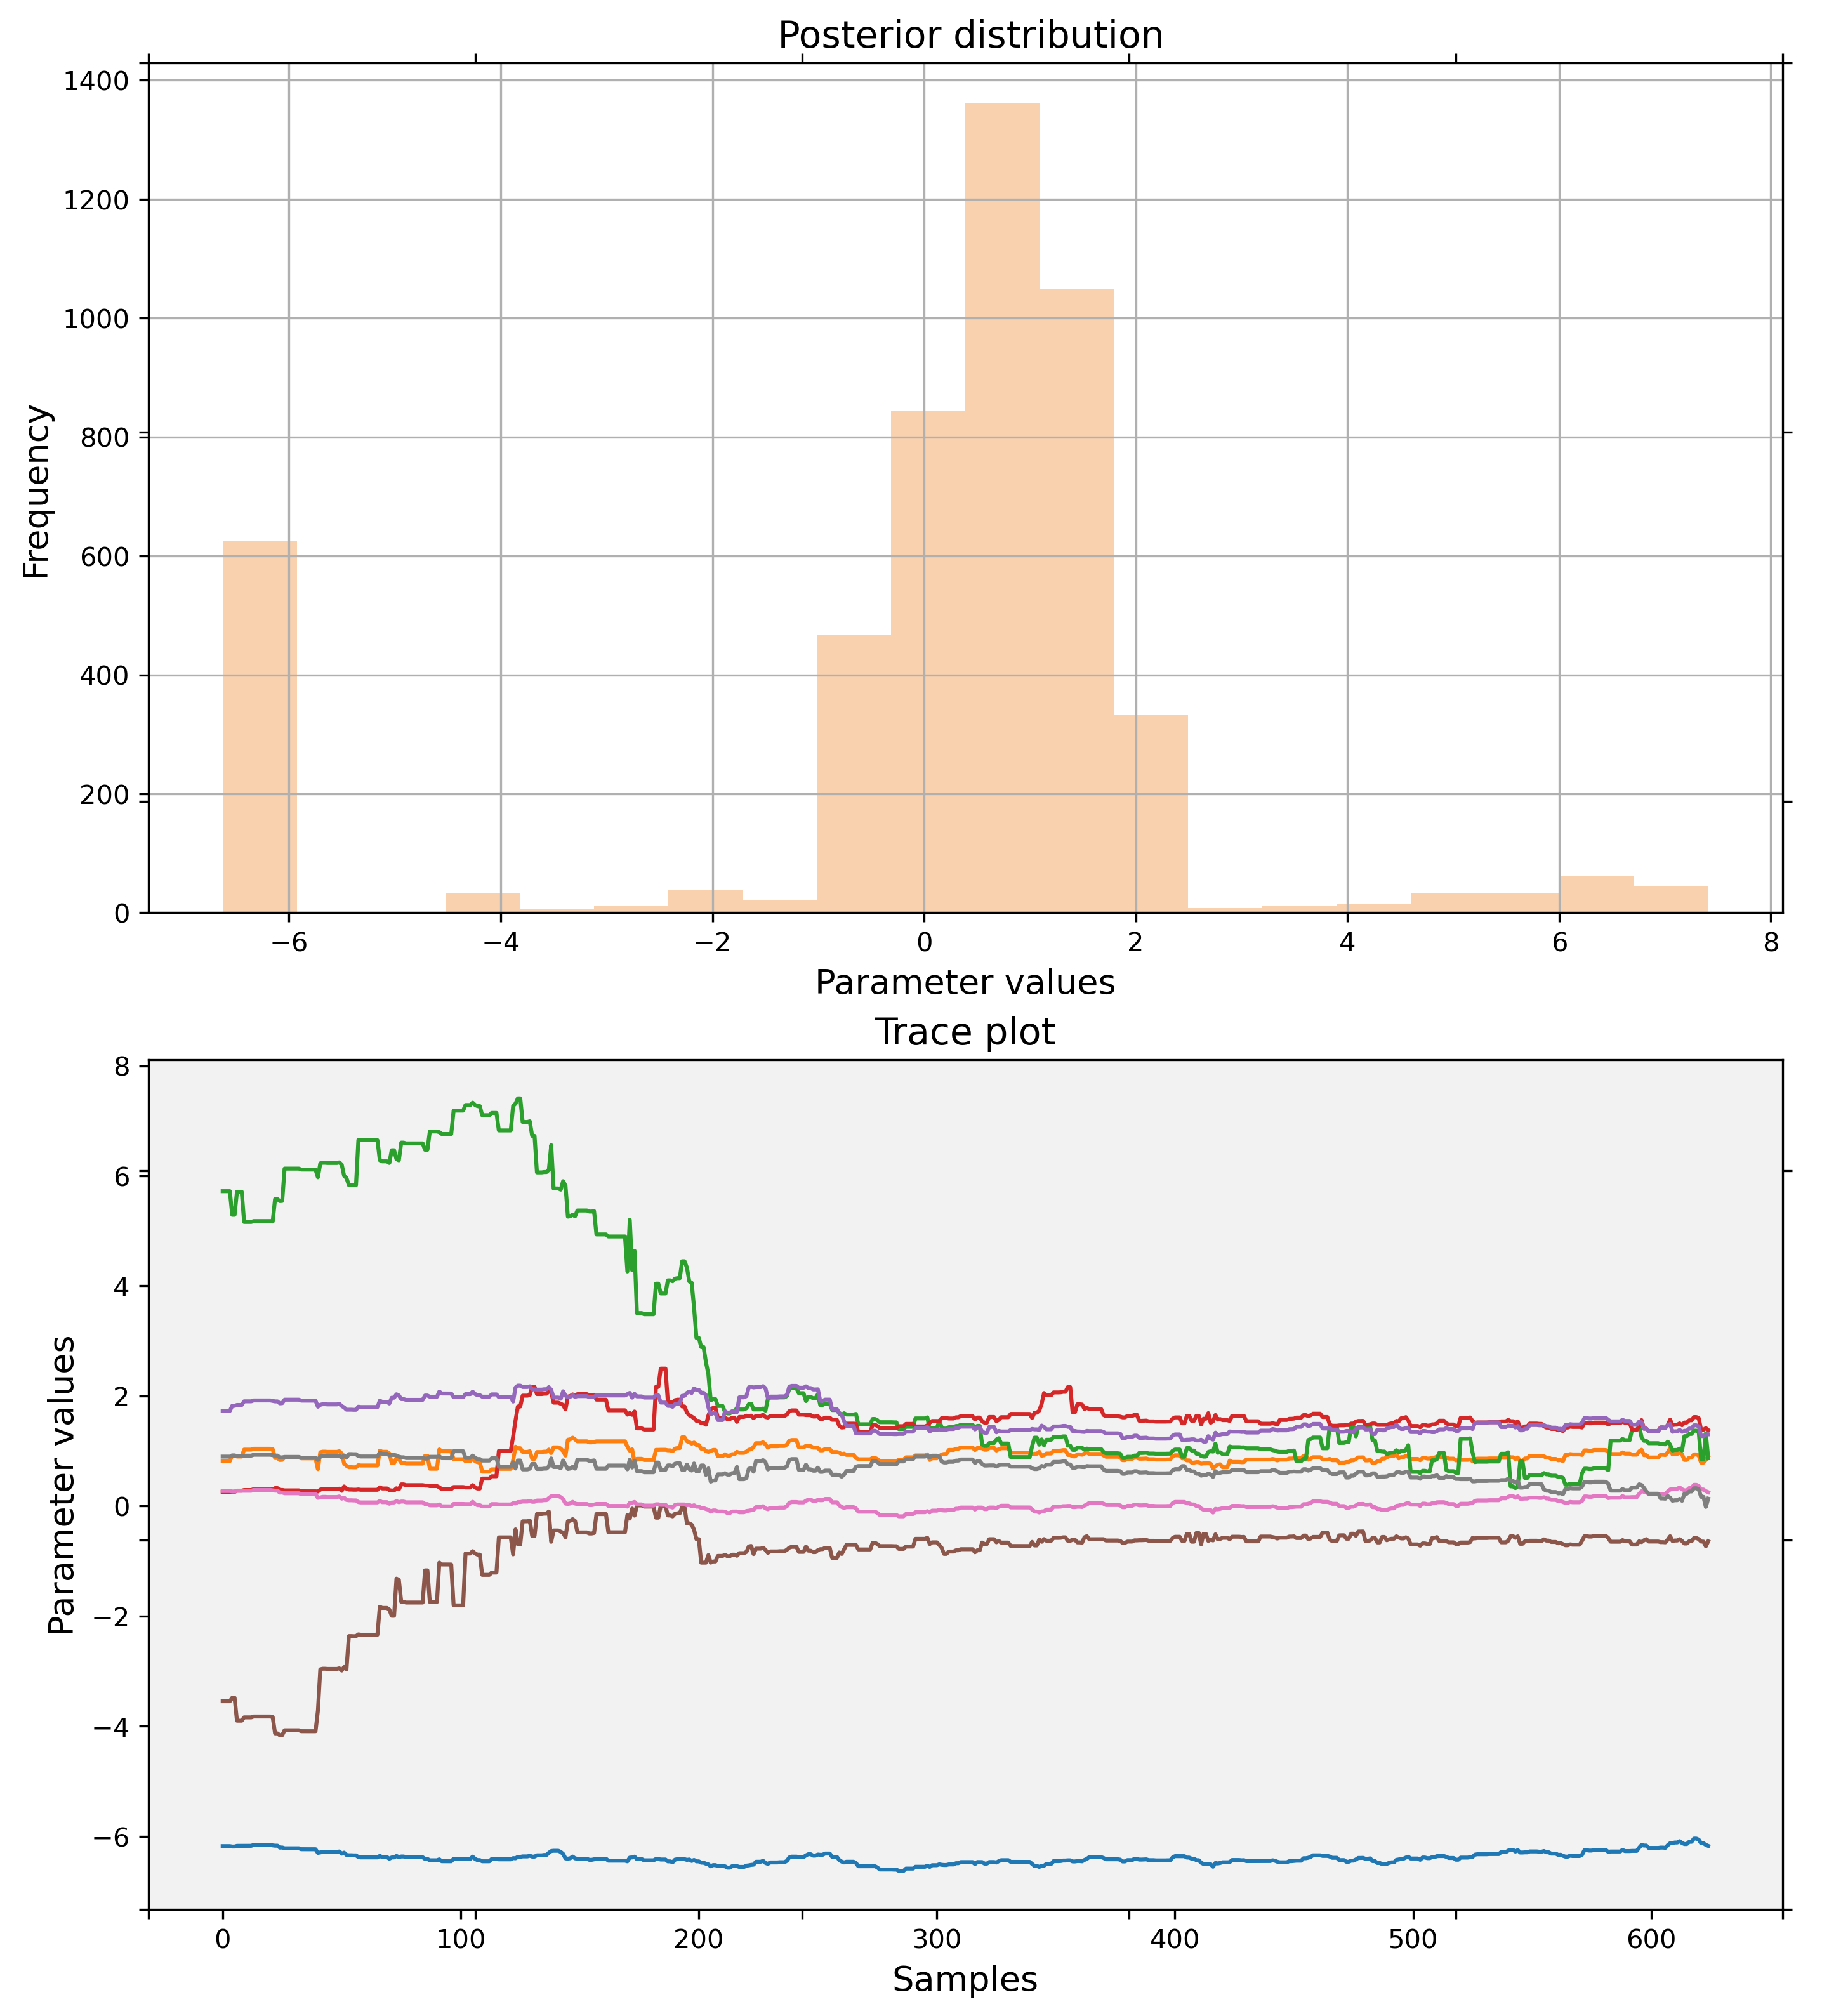 Posterior distribution
1400
1200
1000
800
600
400
200
0
Frequency
−6 −4 −2 0 2 4 6 8
Parameter values
Trace plot
8
6
4
2
0
−2
−4
−6
Parameter values
0 100 200 300 400 500 600
Samples